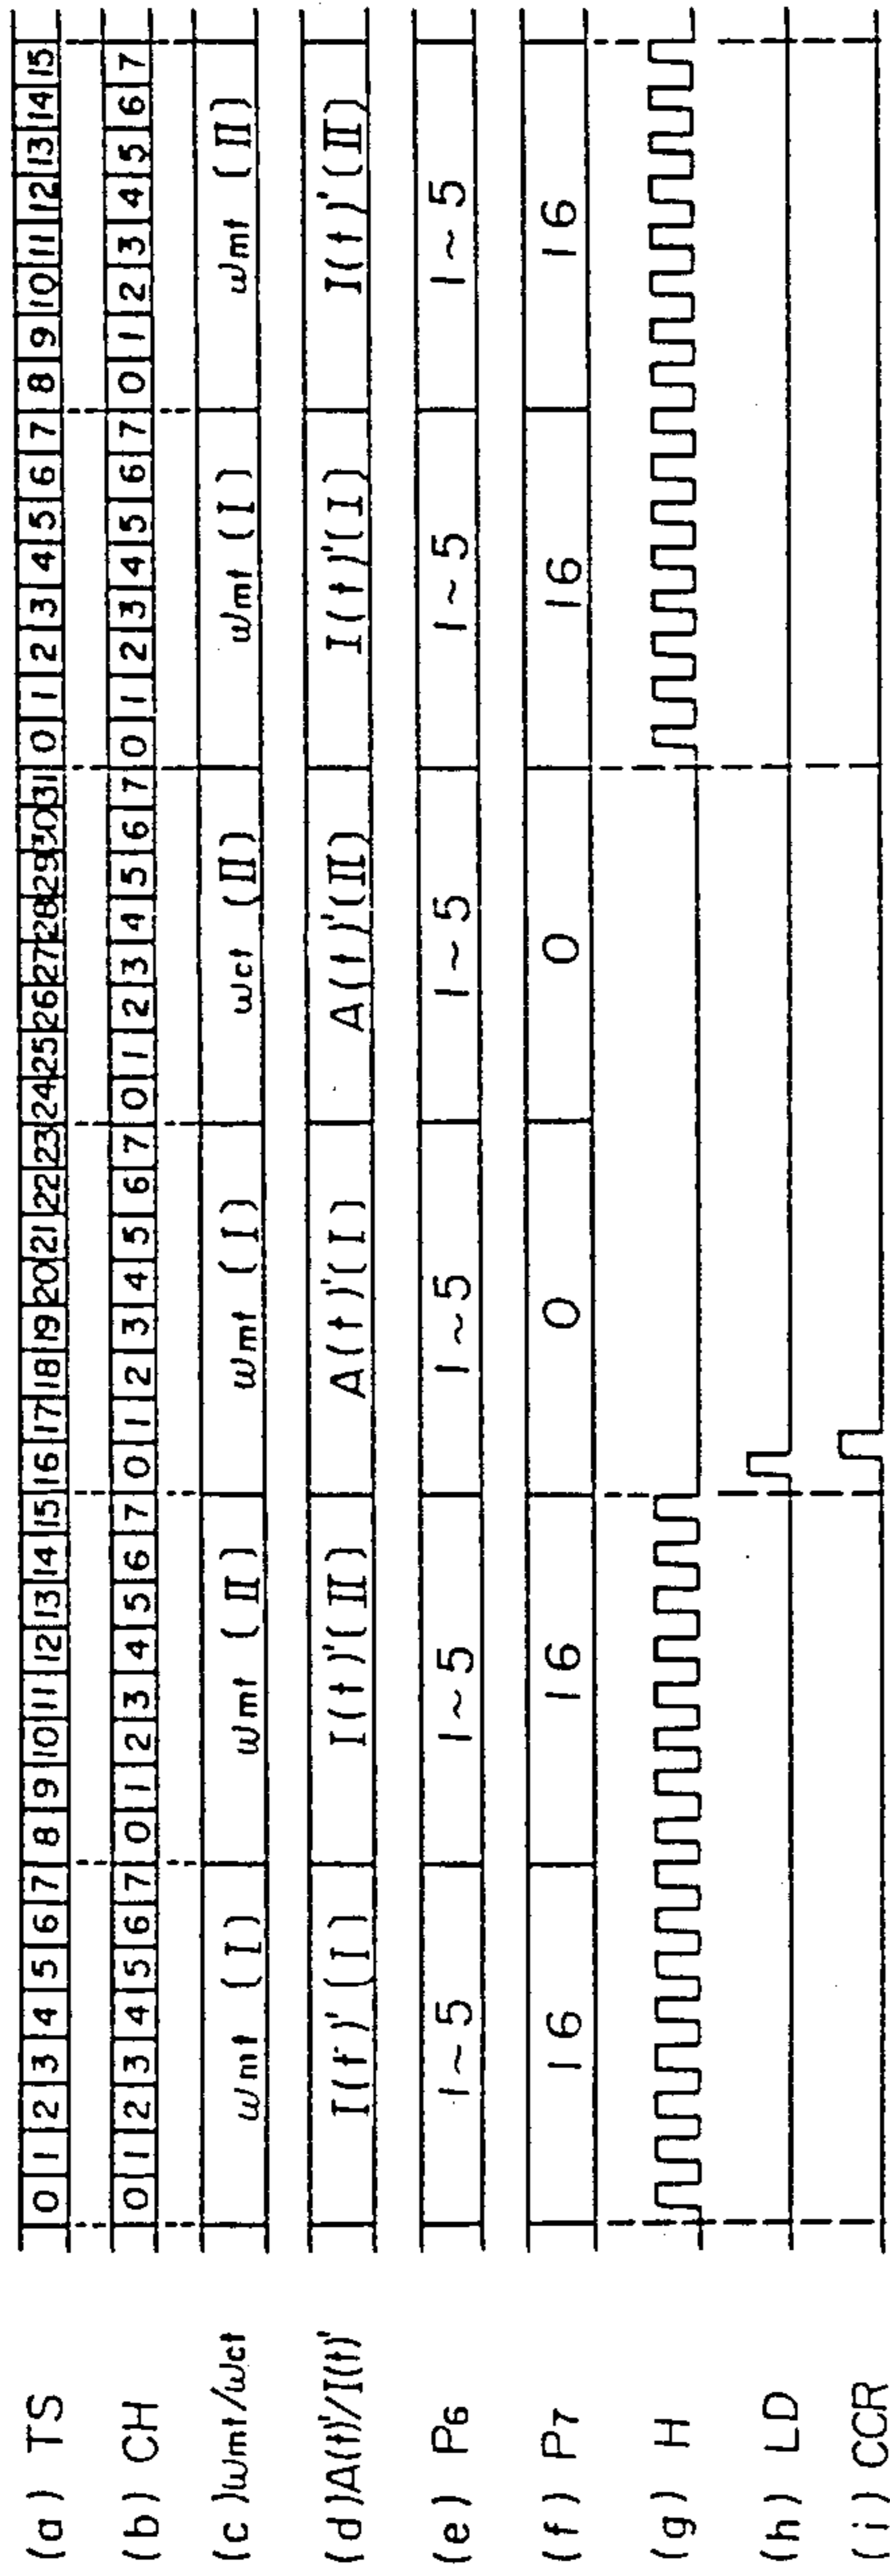 (a) TS 0 1 2 3 4 5 6 7 8 9 10 11 12 13 14 15 16 17 18 19 20 21 22 23 24 25 26 27 28 29 30 31 0 1 2 3 4 5 6 7 8 9 10 11 12 13 14 15
(b) CH 0 1 2 3 4 5 6 7 0 1 2 3 4 5 6 7 0 1 2 3 4 5 6 7 0 1 2 3 4 5 6 7 0 1 2 3 4 5 6 7 0 1 2 3 4 5 6 7
(c) ωmt/ωct ωmt (I) ωmt (II) ωmt (I) ωct (II) ωmt (I) ωmt (II)
(d) A(t)'/I(t)' I(t)' (I) I(t)' (II) A(t)' (I) A(t)' (II) I(t)' (I) I(t)' (II)
(e) P6 1~5 1~5 1~5 1~5 1~5 1~5
(f) P7 16 16 0 0 16 16
(g) H
(h) LD
(i) CCR